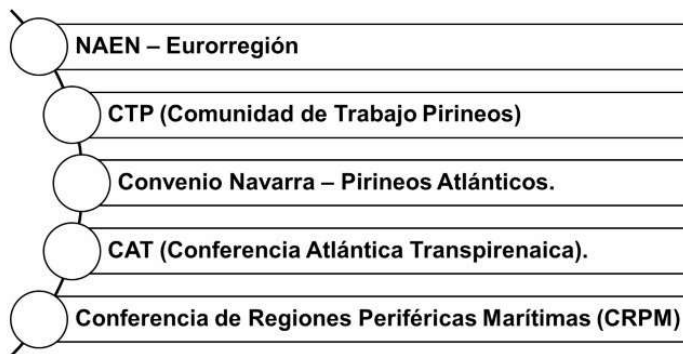 NAEN – Eurorregión
CTP (Comunidad de Trabajo Pirineos)
Convenio Navarra – Pirineos Atlánticos.
CAT (Conferencia Atlántica Transpirenaica).
Conferencia de Regiones Periféricas Marítimas (CRPM)